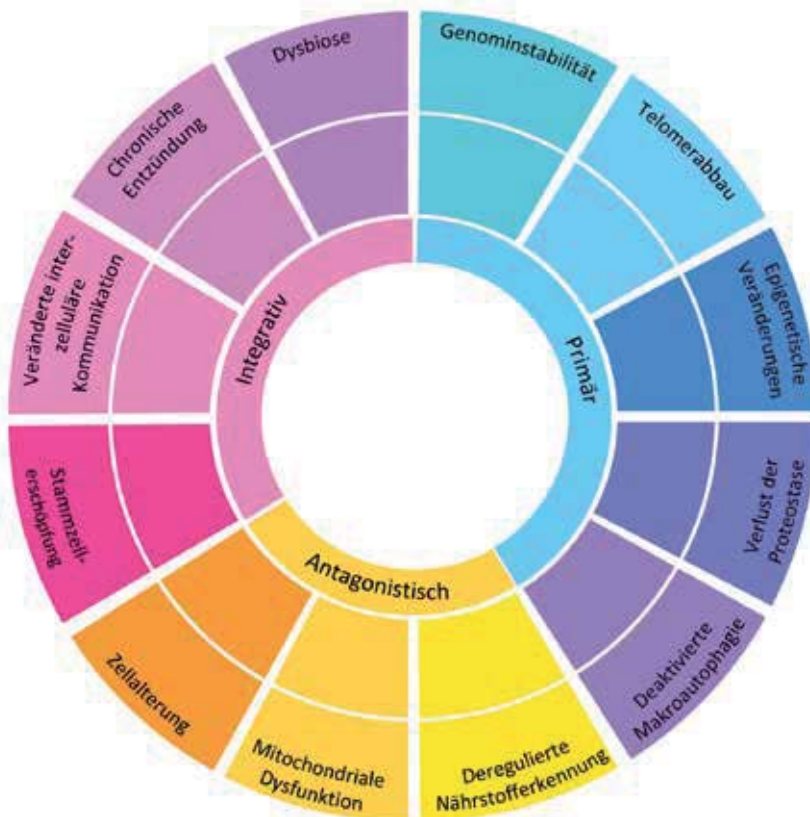 Genominstabilität
Telomerabbau
Epigenetische
Veränderungen
Verlust der
Proteostase
Deaktivierte
Makroautophagie
Deregulierte
Nährstofferkennung
Mitochondriale
Dysfunktion
Zellalterung
Stammzell-
erschöpfung
Veränderte inter-
zelluläre
Kommunikation
Chronische
Entzündung
Dysbiose
Primär
Antagonistisch
Integrativ